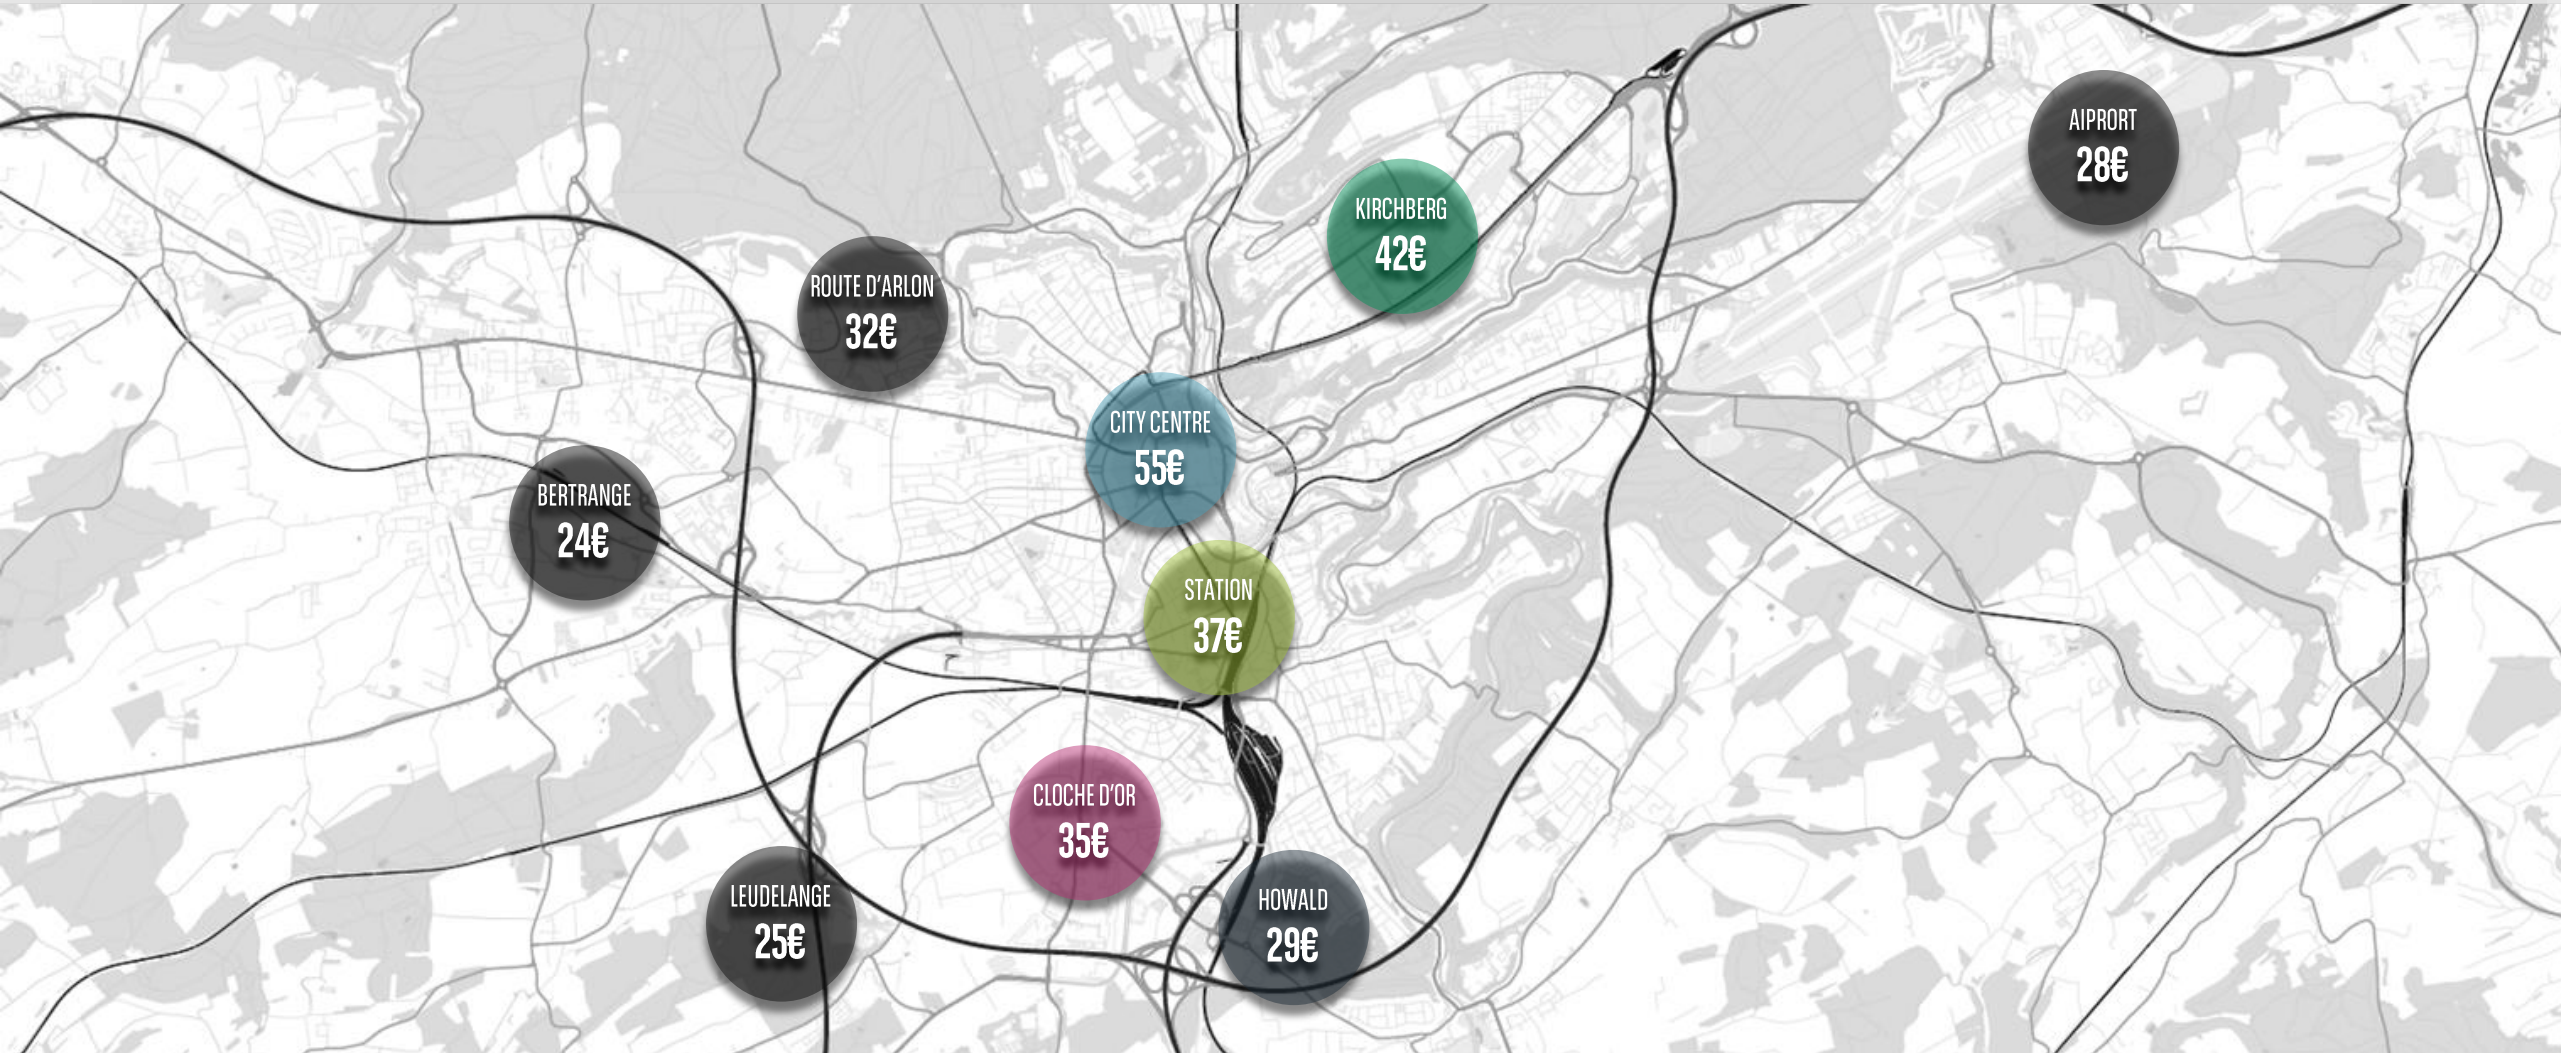 AIPRORT
28€
KIRCHBERG
42€
ROUTE D'ARLON
32€
CITY CENTRE
55€
BERTRANGE
24€
STATION
37€
CLOCHE D'OR
35€
LEUDELANGE
25€
HOWALD
29€